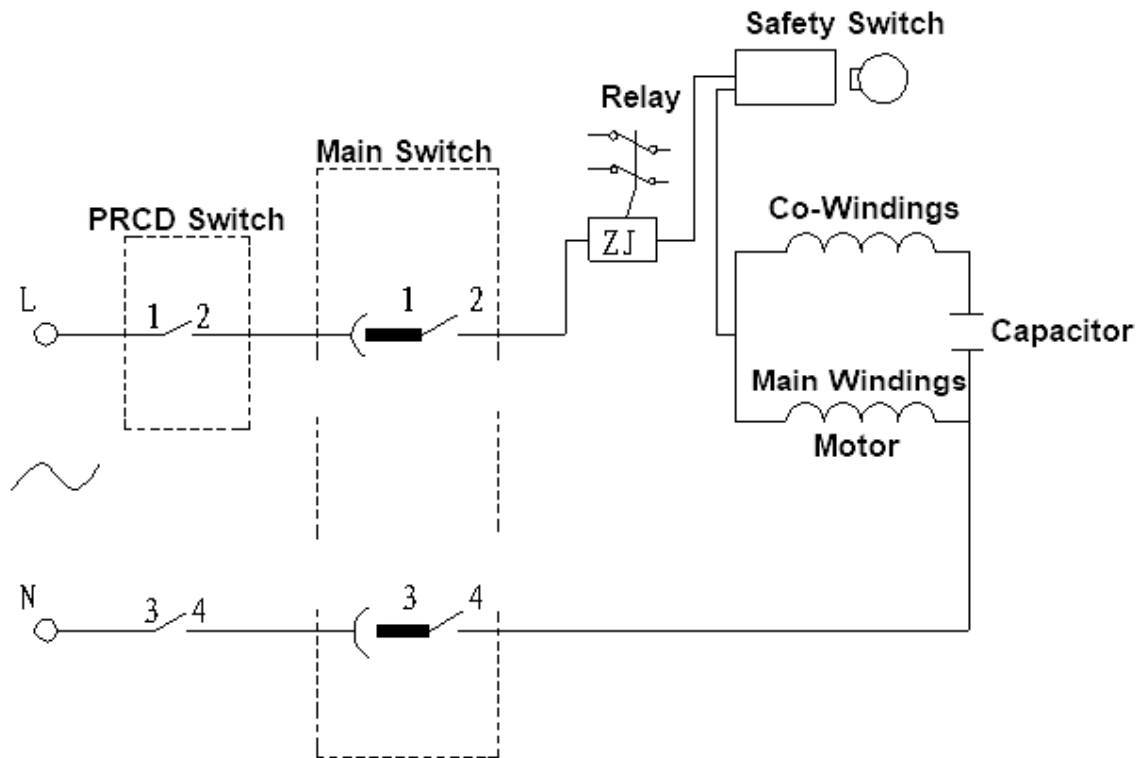 Safety Switch
Relay
Main Switch
PRCD Switch
Co-Windings
ZJ
L
1 2
1 2
Capacitor
Main Windings
Motor
N
3 4
3 4